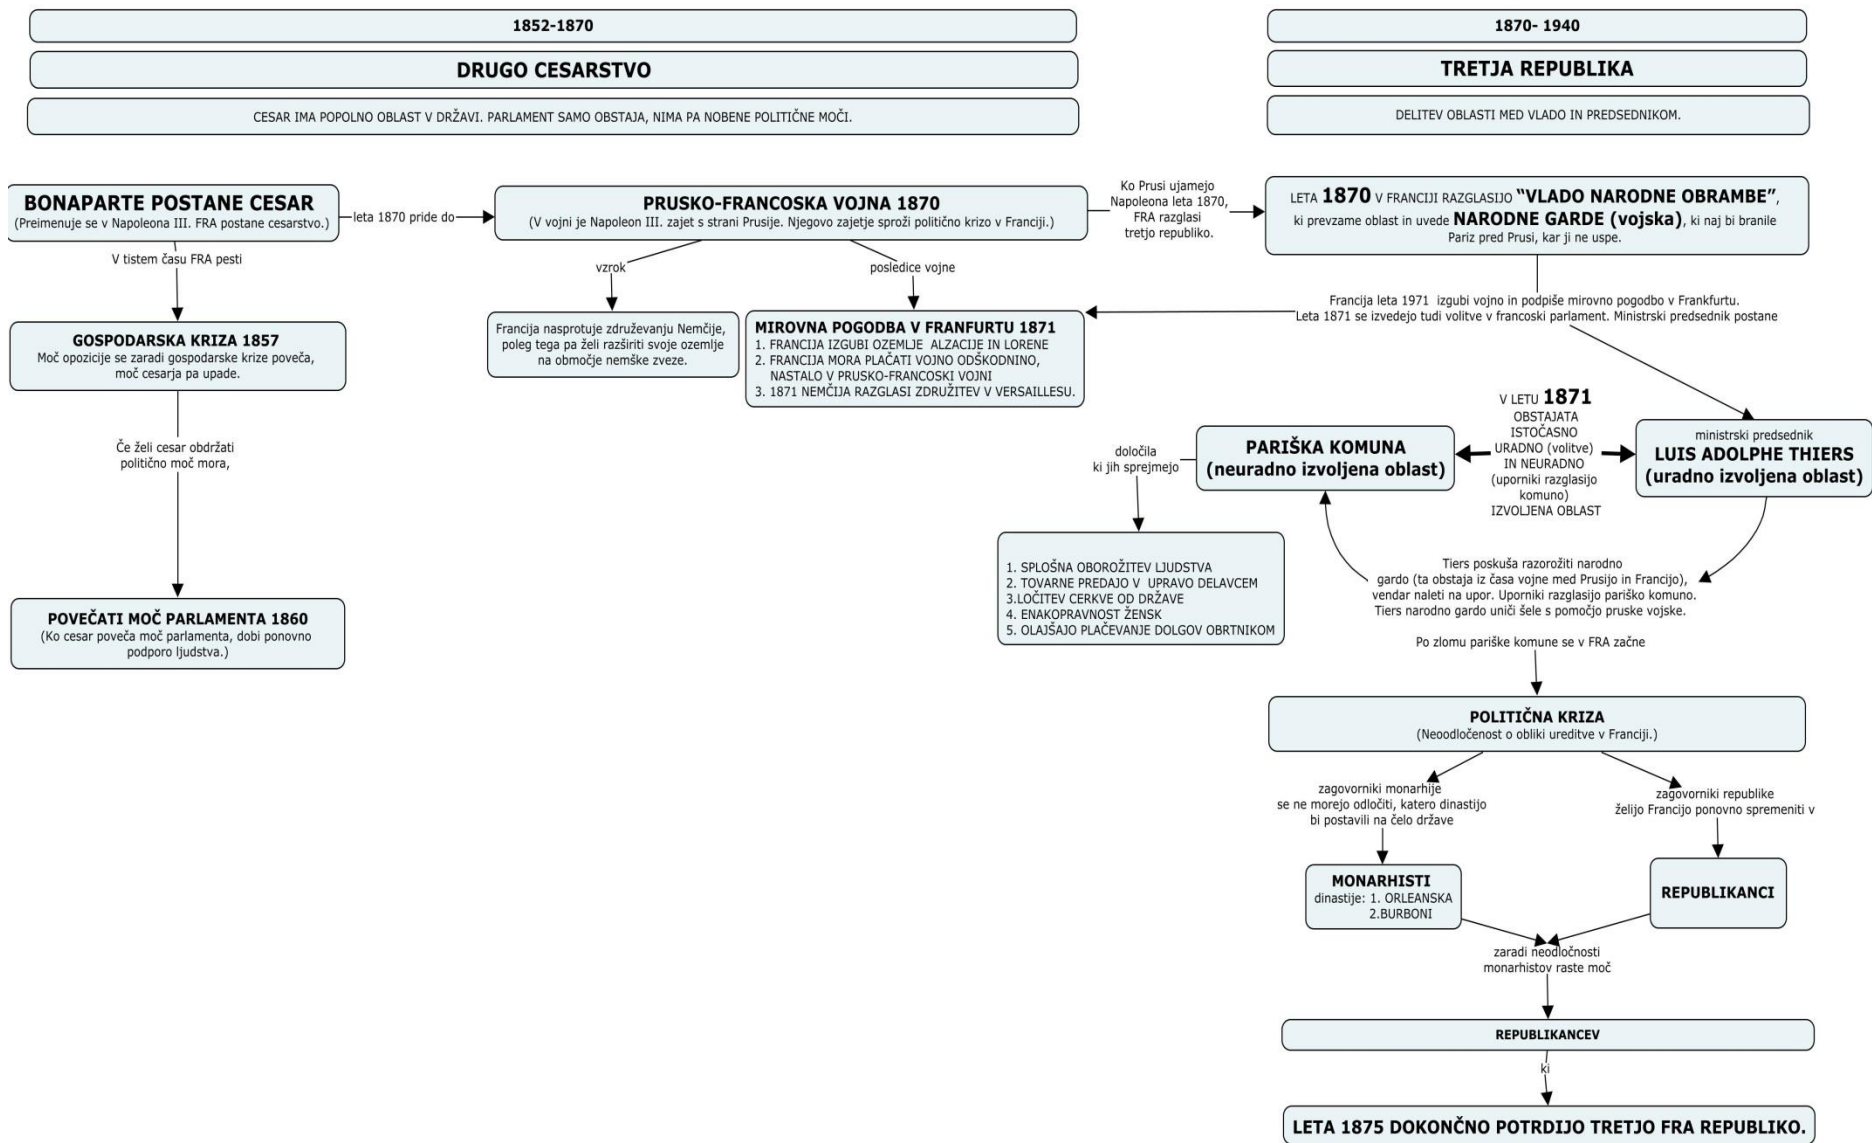 1852-1870
DRUGO CESARSTVO
CESAR IMA POPOLNO OBLAST V DRŽAVI. PARLAMENT SAMO OBSTAJA, NIMA PA NOBENE POLITIČNE MOČI.
1870- 1940
TRETJA REPUBLIKA
DELITEV OBLASTI MED VLADO IN PREDSEDNIKOM.
BONAPARTE POSTANE CESAR
(Preimenuje se v Napoleona III. FRA postane cesarstvo.)
leta 1870 pride do
PRUSKO-FRANCOSKA VOJNA 1870
(V vojni je Napoleon III. zajet s strani Prusije. Njegovo zajetje sproži politično krizo v Franciji.)
Ko Prusi ujamejo
Napoleona leta 1870,
FRA razglasi
tretjo republiko.
LETA 1870 V FRANCIJI RAZGLASIJO “VLADO NARODNE OBRAMBE”,
ki prevzame oblast in uvede NARODNE GARDE (vojska), ki naj bi branile
Pariz pred Prusi, kar ji ne uspe.
V tistem času FRA pesti
GOSPODARSKA KRIZA 1857
Moč opozicije se zaradi gospodarske krize poveča,
moč cesarja pa upade.
Če želi cesar obdržati
politično moč mora,
POVEČATI MOČ PARLAMENTA 1860
(Ko cesar poveča moč parlamenta, dobi ponovno
podporo ljudstva.)
vzrok
Francija nasprotuje združevanju Nemčije,
poleg tega pa želi razširiti svoje ozemlje
na območje nemške zveze.
posledice vojne
MIROVNA POGODBA V FRANFURTU 1871
1. FRANCIJA IZGUBI OZEMLJE ALZACIJE IN LORENE
2. FRANCIJA MORA PLAČATI VOJNO ODŠKODNINO,
NASTALO V PRUSKO-FRANCOSKI VOJNI
3. 1871 NEMČIJA RAZGLASI ZDRUŽITEV V VERSAILLESU.
Francija leta 1971 izgubi vojno in podpiše mirovno pogodbo v Frankfurtu.
Leta 1871 se izvedejo tudi volitve v francoski parlament. Ministrski predsednik postane
določila
ki jih sprejmejo
PARIŠKA KOMUNA
(neuradno izvoljena oblast)
V LETU 1871
OBSTAJATA
ISTOČASNO
URADNO (volitve)
IN NEURADNO
(uporniki razglasijo
komuno)
IZVOLJENA OBLAST
ministrski predsednik
LUIS ADOLPHE THIERS
(uradno izvoljena oblast)
1. SPLOŠNA OBOROŽITEV LJUDSTVA
2. TOVARNE PREDAJO V UPRAVO DELAVCEM
3.LOČITEV CERKVE OD DRŽAVE
4. ENAKOPRAVNOST ŽENSK
5. OLAJŠAJO PLAČEVANJE DOLGOV OBRTNIKOM
Tiers poskuša razorožiti narodno
gardo (ta obstaja iz časa vojne med Prusijo in Francijo),
vendar naleti na upor. Uporniki razglasijo pariško komuno.
Tiers narodno gardo uniči šele s pomočjo pruske vojske.
Po zlomu pariške komune se v FRA začne
POLITIČNA KRIZA
(Neoodločenost o obliki ureditve v Franciji.)
zagovorniki monarhije
se ne morejo odločiti, katero dinastijo
bi postavili na čelo države
zagovorniki republike
želijo Francijo ponovno spremeniti v
MONARHISTI
dinastije: 1. ORLEANSKA
2.BURBONI
REPUBLIKANCI
zaradi neodločnosti
monarhistov raste moč
REPUBLIKANCEV
ki
LETA 1875 DOKONČNO POTRDIJO TRETJO FRA REPUBLIKO.